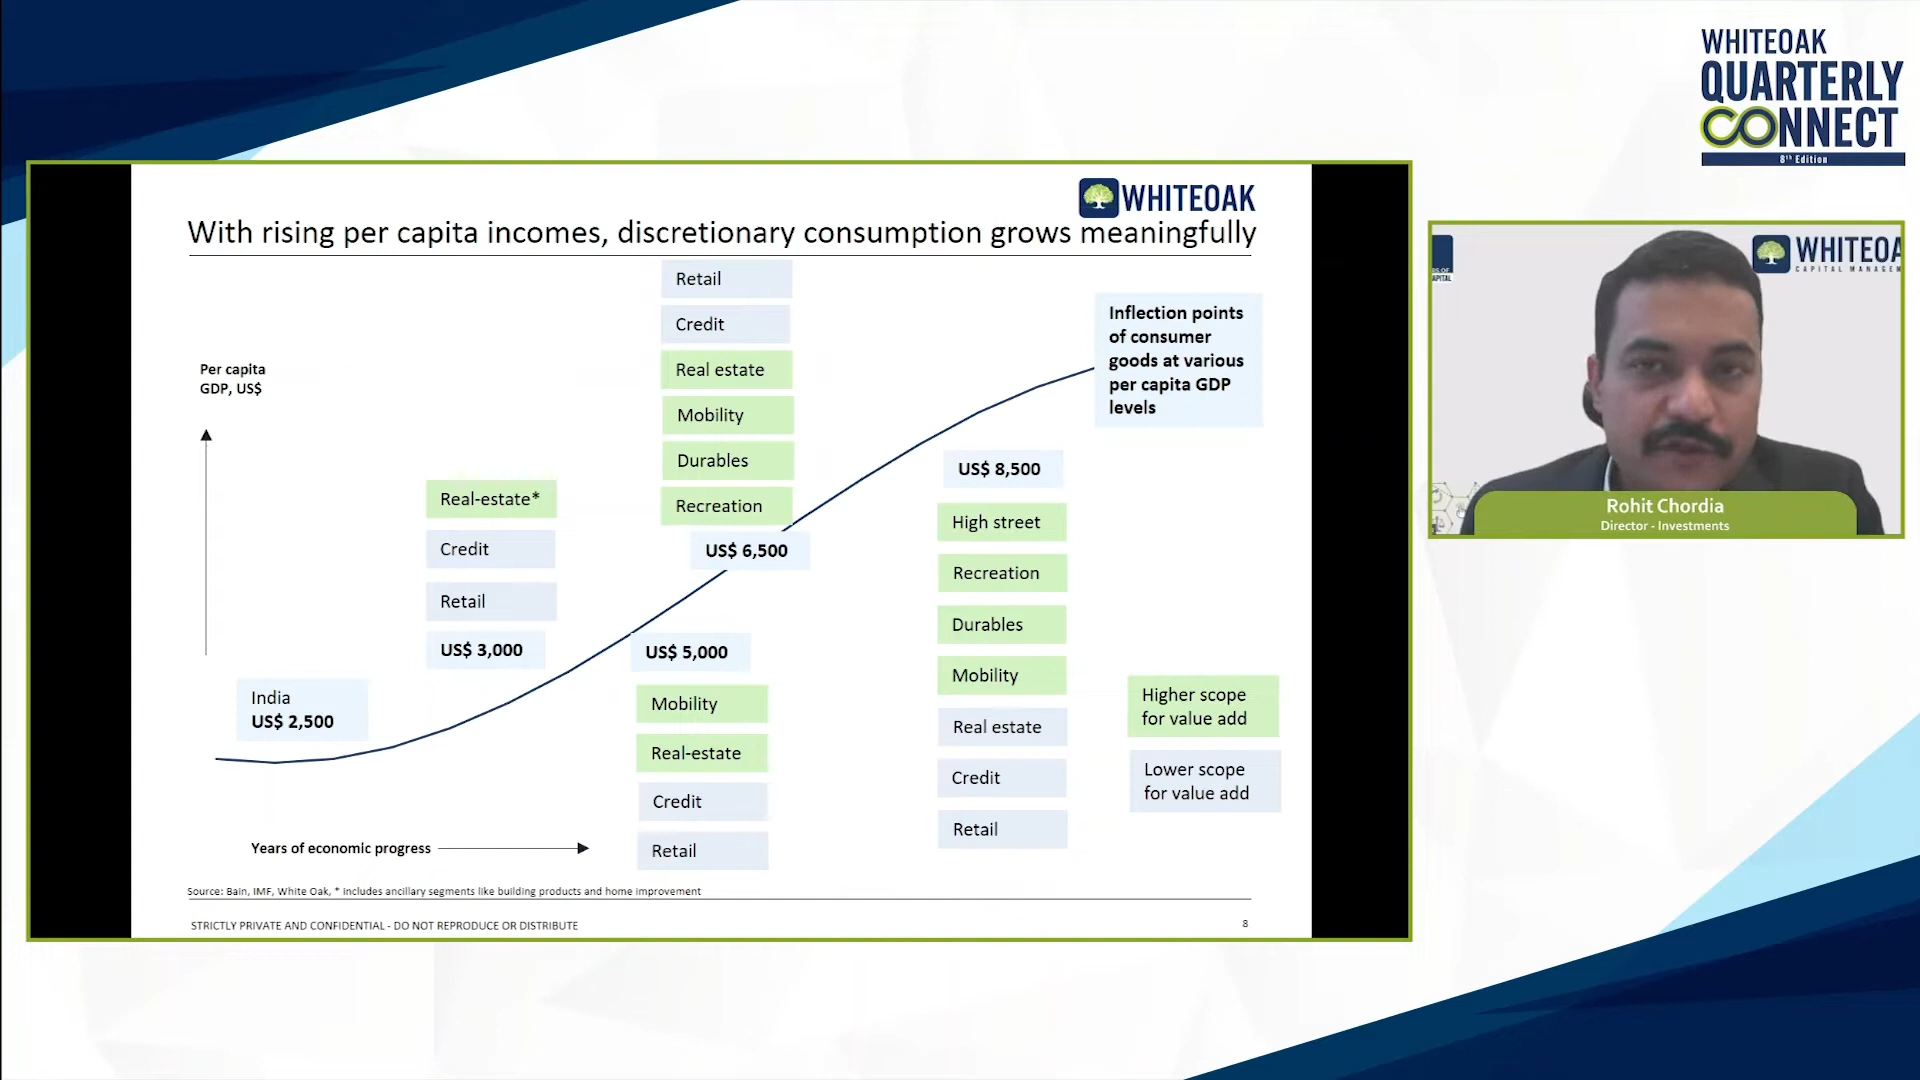 WHITEOAK
QUARTERLY
CONNECT
8th Edition
WHITEOAK
With rising per capita incomes, discretionary consumption grows meaningfully
Per capita
GDP, US$
India
US$ 2,500
Real-estate*
Credit
Retail
US$ 3,000
Retail
Credit
Real estate
Mobility
Durables
Recreation
US$ 6,500
US$ 5,000
Mobility
Real-estate
Credit
Retail
Inflection points
of consumer
goods at various
per capita GDP
levels
US$ 8,500
High street
Recreation
Durables
Mobility
Real estate
Credit
Retail
Higher scope
for value add
Lower scope
for value add
Years of economic progress
Source: Bain, IMF, White Oak, * includes ancillary segments like building products and home improvement
STRICTLY PRIVATE AND CONFIDENTIAL - DO NOT REPRODUCE OR DISTRIBUTE
8
WHITEOA
CAPITAL MANAGEM
Rohit Chordia
Director - Investments